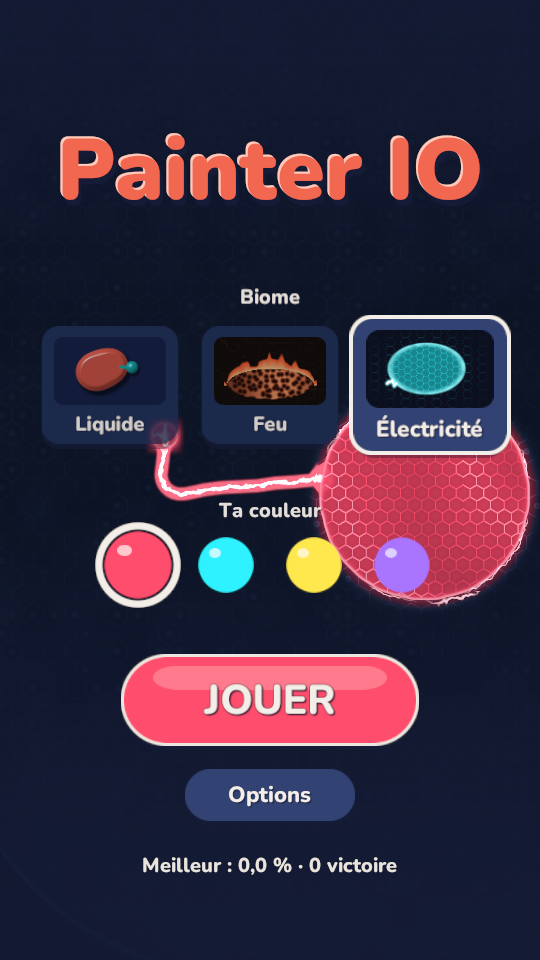 Painter IO
Biome
Liquide
Feu
Électricité
Ta couleur
JOUER
Options
Meilleur : 0,0 % · 0 victoire